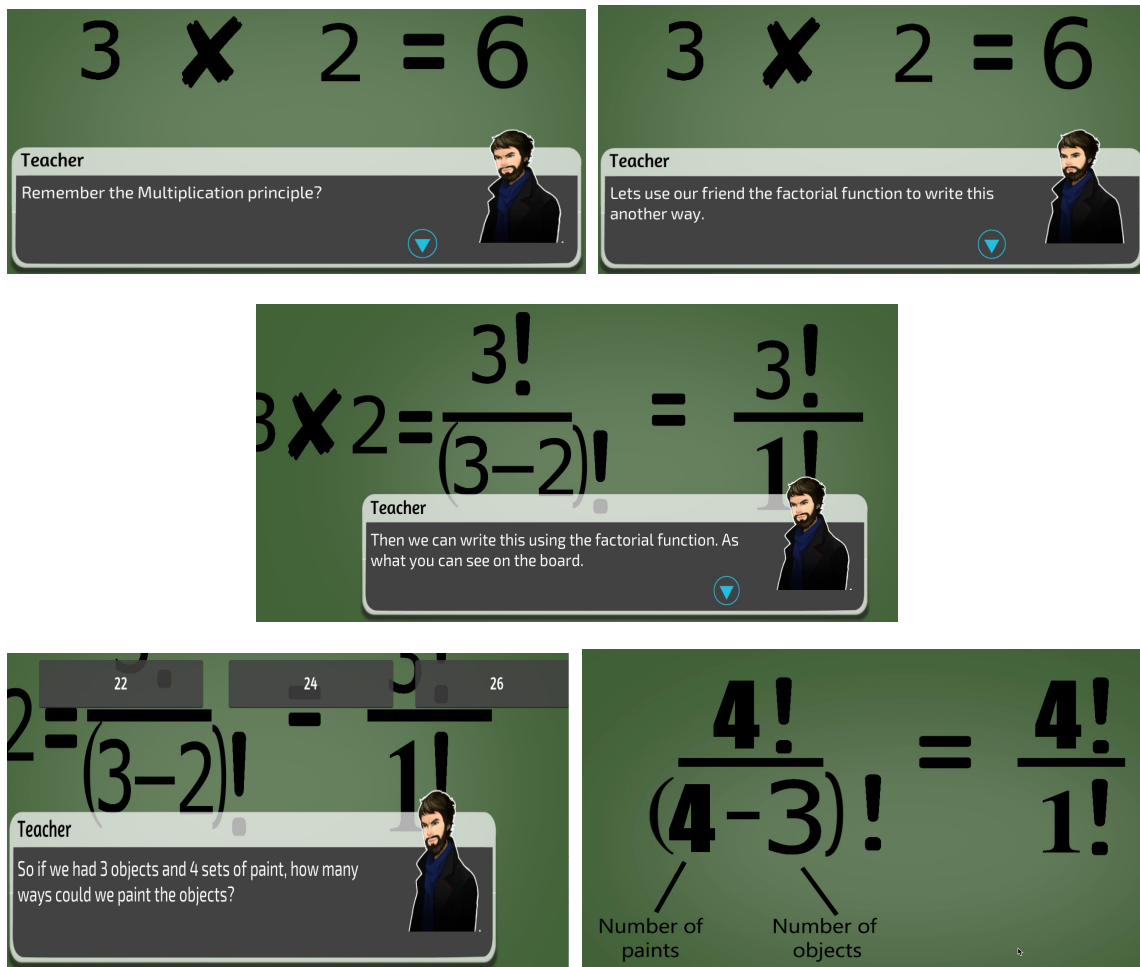 3 ✘ 2 = 6
Teacher
Remember the Multiplication principle?
3 ✘ 2 = 6
Teacher
Lets use our friend the factorial function to write this
another way.
3!
3!
3✘2= =
(3−2)!
1!
Teacher
Then we can write this using the factorial function. As
what you can see on the board.
22
24
26
2= =
(3−2)!
1!
Teacher
So if we had 3 objects and 4 sets of paint, how many
ways could we paint the objects?
4!
4!
=
(4-3)!
1!
Number of
paints
Number of
objects